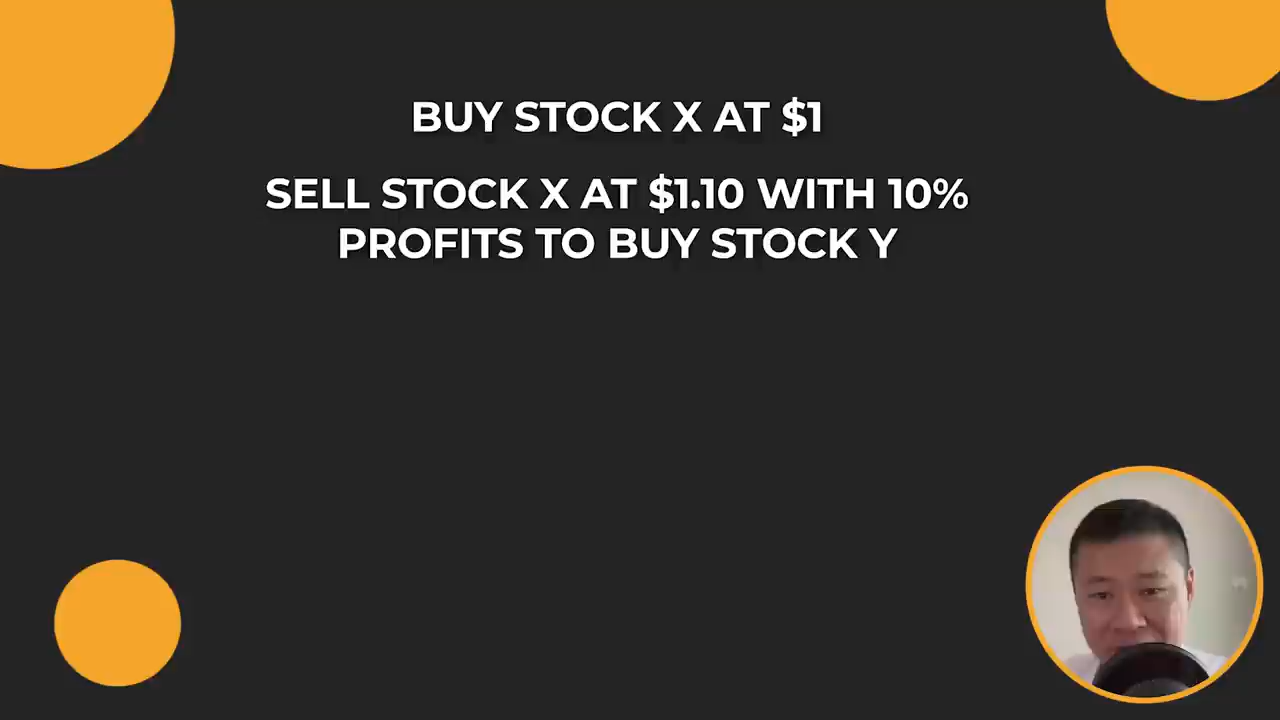 BUY STOCK X AT $1
SELL STOCK X AT $1.10 WITH 10%
PROFITS TO BUY STOCK Y